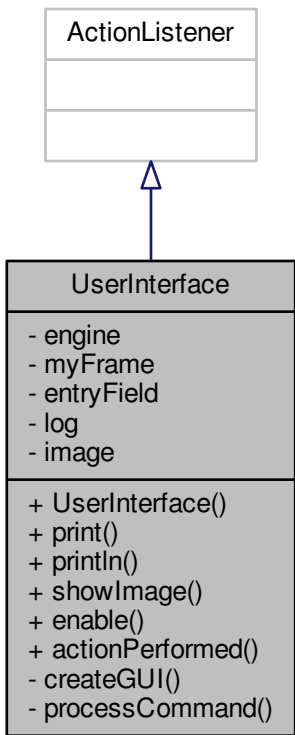 ActionListener
UserInterface
- engine
- myFrame
- entryField
- log
- image
+ UserInterface()
+ print()
+ println()
+ showImage()
+ enable()
+ actionPerformed()
- createGUI()
- processCommand()